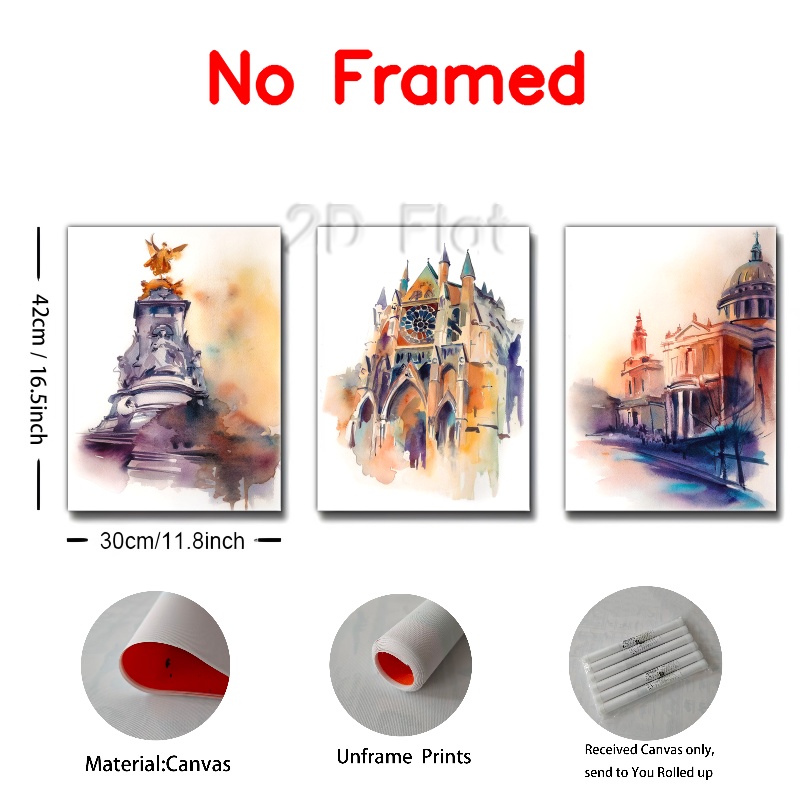 No Framed
2D Flat
42cm / 16.5inch
30cm/11.8inch
Material:Canvas
Unframe Prints
Received Canvas only,
send to You Rolled up